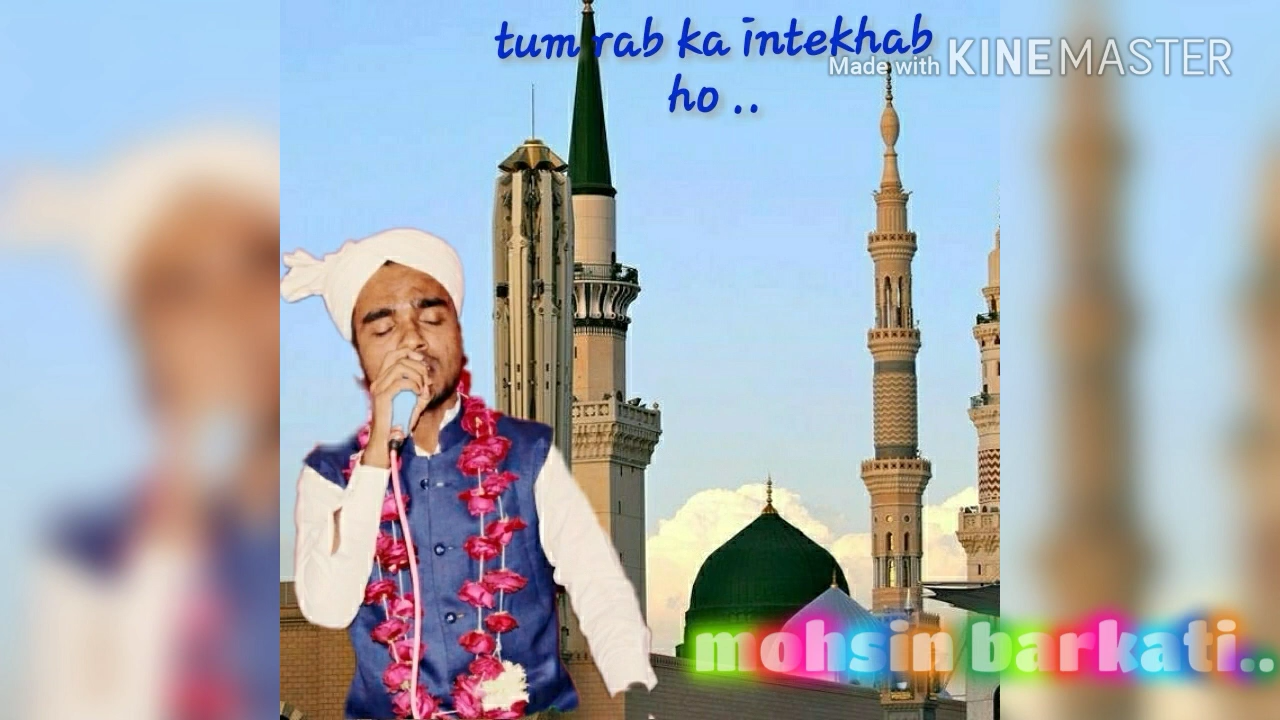 tum rab ka intekhab
ho ..
Made with KINEMASTER
mohsin barkati..